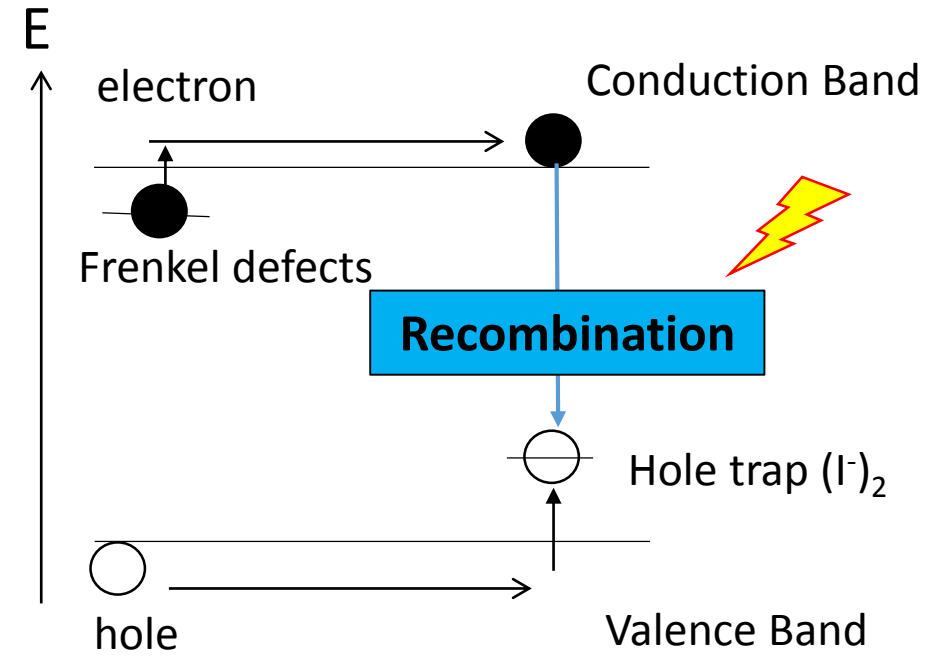 E
electron
Conduction Band
Frenkel defects
Recombination
Hole trap (I⁻)₂
hole
Valence Band